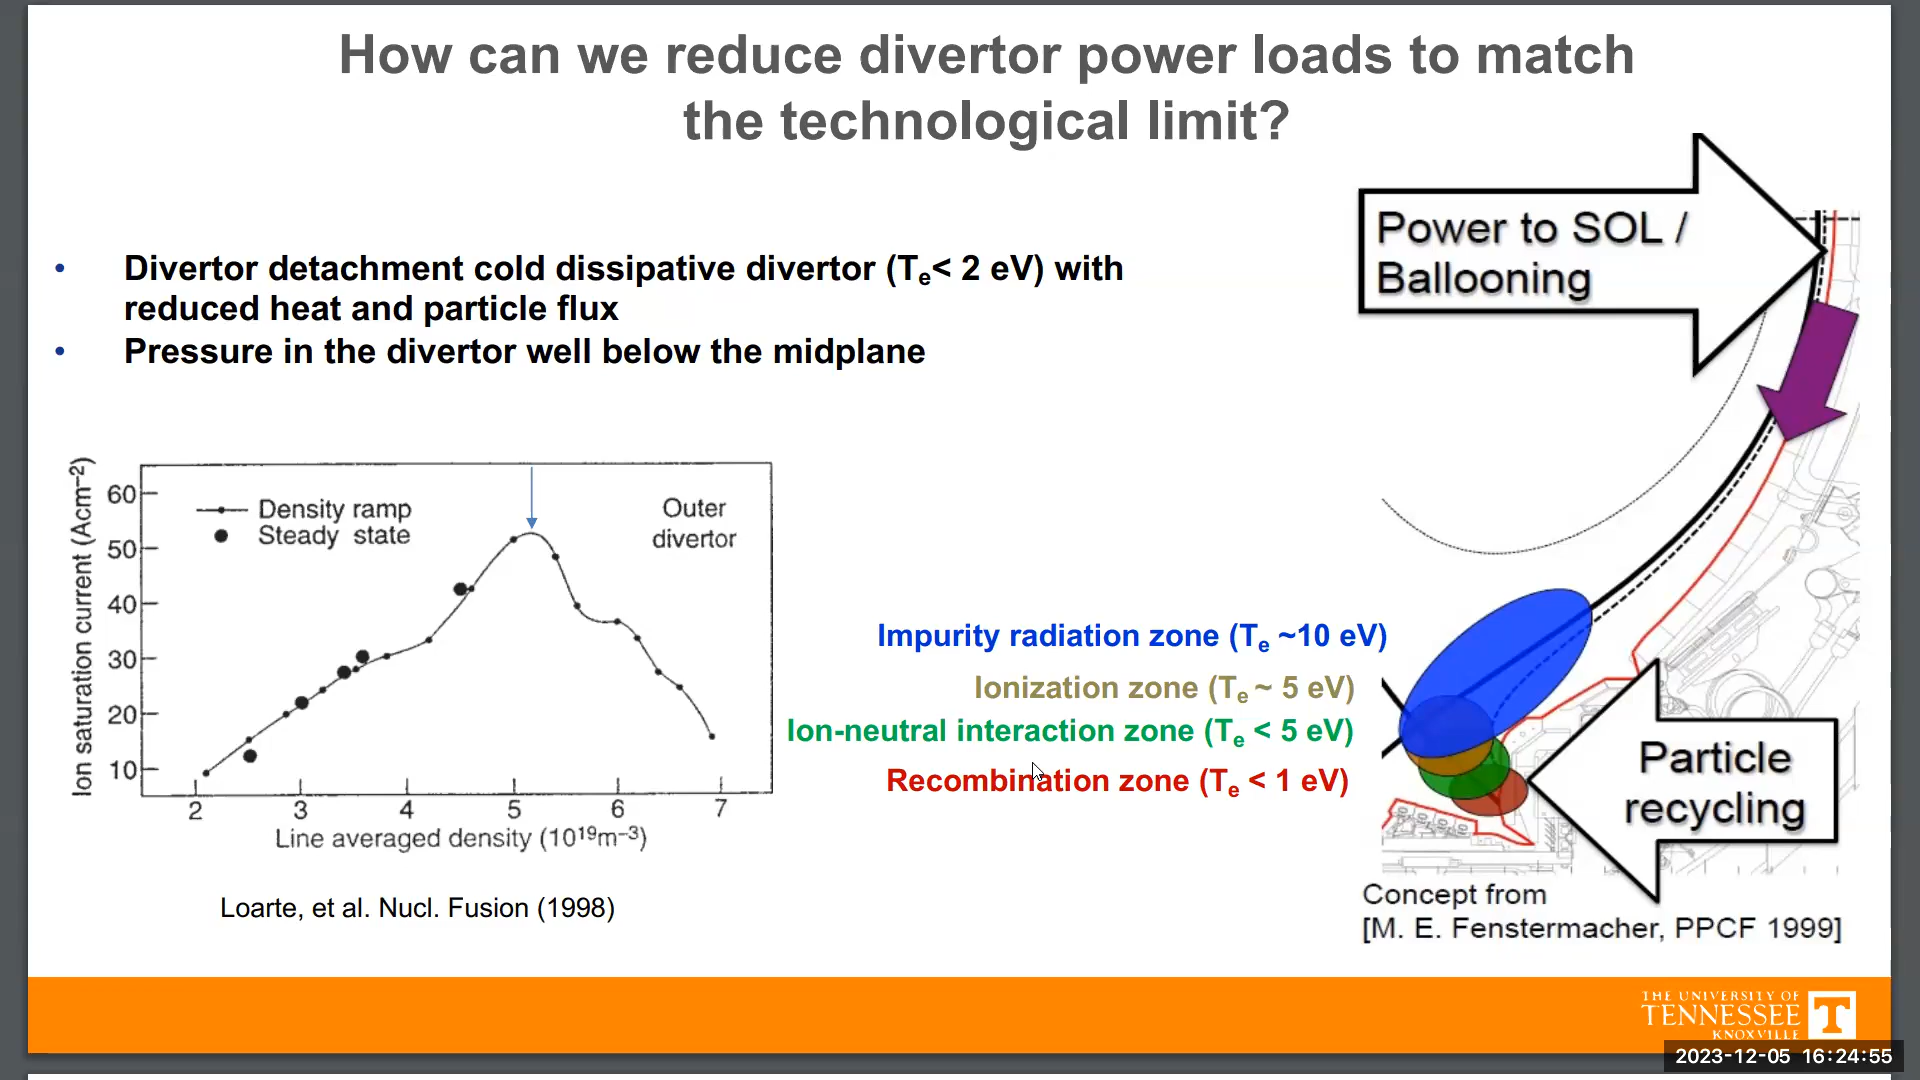 How can we reduce divertor power loads to match
the technological limit?
• Divertor detachment cold dissipative divertor (Te< 2 eV) with
reduced heat and particle flux
• Pressure in the divertor well below the midplane
Power to SOL /
Ballooning
Ion saturation current (Acm−2)
60
50
40
30
20
10
Density ramp
Steady state
Outer
divertor
2 3 4 5 6 7
Line averaged density (1019m−3)
Loarte, et al. Nucl. Fusion (1998)
Impurity radiation zone (Te ~10 eV)
Ionization zone (Te ~ 5 eV)
Ion-neutral interaction zone (Te < 5 eV)
Recombination zone (Te < 1 eV)
Particle
recycling
Concept from
[M. E. Fenstermacher, PPCF 1999]
THE UNIVERSITY OF
TENNESSEE
KNOXVILLE
T
2023-12-05 16:24:55